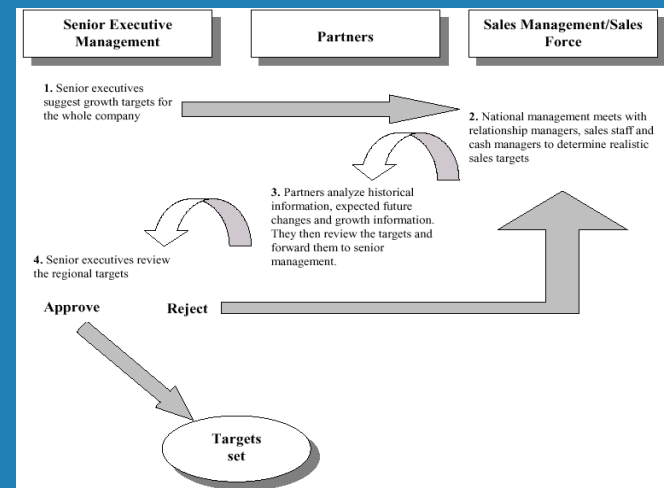 Senior Executive
Management
Partners
Sales Management/Sales
Force
1. Senior executives
suggest growth targets for
the whole company
2. National management meets with
relationship managers, sales staff and
cash managers to determine realistic
sales targets
3. Partners analyze historical
information, expected future
changes and growth information.
They then review the targets and
forward them to senior
management.
4. Senior executives review
the regional targets
Approve
Reject
Targets
set